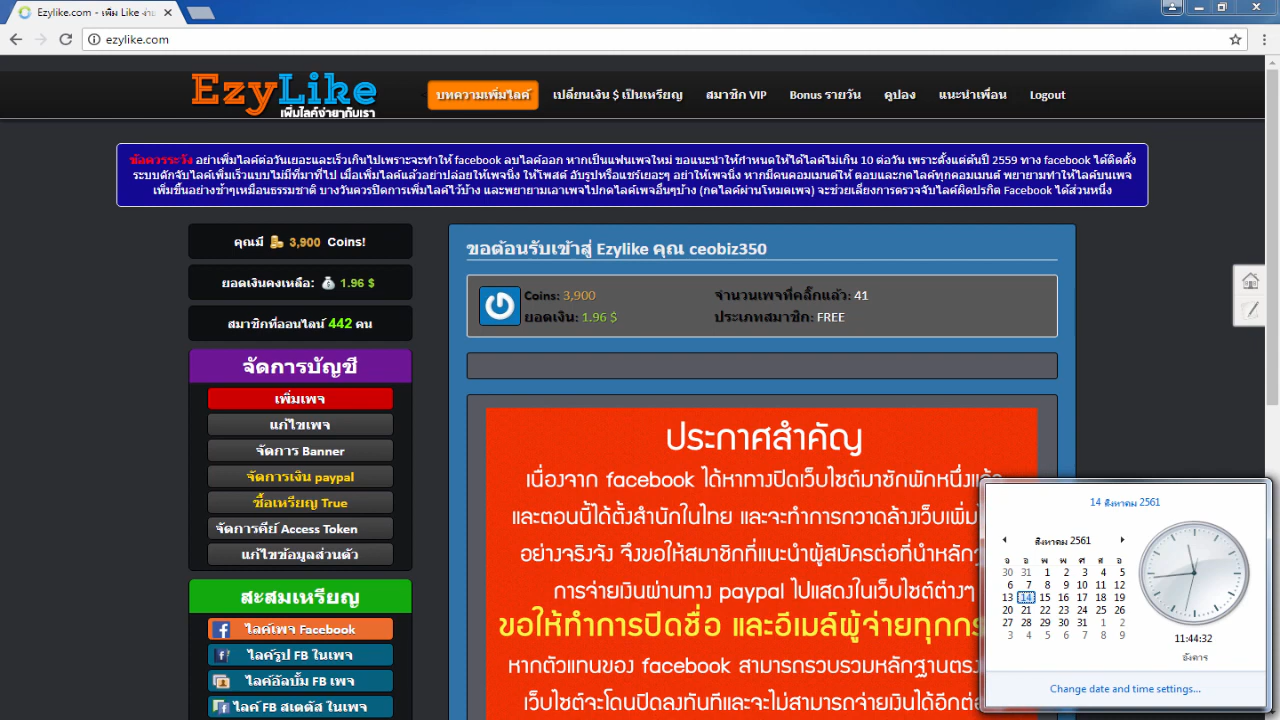 Ezylike.com - เพิ่ม Like ง่าย
ezylike.com
EzyLike
เพิ่มไลค์ง่ายๆกับเรา
บทความเพิ่มไลค์
เปลี่ยนเงิน $ เป็นเหรียญ
สมาชิก VIP
Bonus รายวัน
คูปอง
แนะนำเพื่อน
Logout
ข้อควรระวัง อย่าเพิ่มไลค์ต่อวันเยอะและเร็วเกินไปเพราะจะทำให้ facebook ลบไลค์ออก หากเป็นแฟนเพจใหม่ ขอแนะนำให้กำหนดให้ได้ไลค์ไม่เกิน 10 ต่อวัน เพราะตั้งแต่ต้นปี 2559 ทาง facebook ได้ติดตั้ง
ระบบดักจับไลค์เพิ่มเร็วแบบไม่มีที่มาที่ไป เมื่อเพิ่มไลค์แล้วอย่าปล่อยให้เพจนิ่ง ให้โพสต์ อับรูปหรือแชร์เยอะๆ อย่าให้เพจนิ่ง หากมีคนคอมเมนต์ให้ ตอบและกดไลค์ทุกคอมเมนต์ พยายามทำให้ไลค์บนเพจ
เพิ่มขึ้นอย่างช้าๆเหมือนธรรมชาติ บางวันควรปิดการเพิ่มไลค์ไว้บ้าง และพยายามเอาเพจไปกดไลค์เพจอื่นๆบ้าง (กดไลค์ผ่านโหมดเพจ) จะช่วยเลี่ยงการตรวจจับไลค์ผิดปรกิต Facebook ได้ส่วนหนึ่ง
คุณมี 3,900 Coins!
ยอดเงินคงเหลือ: 1.96 $
สมาชิกที่ออนไลน์ 442 คน
จัดการบัญชี
เพิ่มเพจ
แก้ไขเพจ
จัดการ Banner
จัดการเงิน paypal
ซื้อเหรียญ True
จัดการคีย์ Access Token
แก้ไขข้อมูลส่วนตัว
สะสมเหรียญ
ไลค์เพจ Facebook
ไลค์รูป FB ในเพจ
ไลค์อัลบั้ม FB เพจ
ไลค์ FB สเตตัส ในเพจ
ขอต้อนรับเข้าสู่ Ezylike คุณ ceobiz350
Coins: 3,900
จำนวนเพจที่คลิ๊กแล้ว: 41
ยอดเงิน: 1.96 $
ประเภทสมาชิก: FREE
ประกาศสำคัญ
เนื่องจาก facebook ได้หาทางปิดเว็บไซต์มาซักพักหนึ่งแล้ว
และตอนนี้ได้ตั้งสำนักในไทย และจะทำการกวาดล้างเว็บเพิ่ม
อย่างจริงจัง จึงขอให้สมาชิกที่แนะนำผู้สมัครต่อที่นำหลัก
การจ่ายเงินผ่านทาง paypal ไปแสดงในเว็บไซต์ต่างๆ
ขอให้ทำการปิดชื่อ และอีเมล์ผู้จ่ายทุก
หากตัวแทนของ facebook สามารถรวบรวมหลักฐาน
เว็บไซต์จะโดนปิดลงทันทีและจะไม่สามารถจ่ายเงินได้อีก
14 สิงหาคม 2561
สิงหาคม 2561
จ อ พ พ ศ ส อ
30 31 1 2 3 4 5
6 7 8 9 10 11 12
13 14 15 16 17 18 19
20 21 22 23 24 25 26
27 28 29 30 31 1 2
3 4 5 6 7 8 9
11:44:32
อังคาร
Change date and time settings...